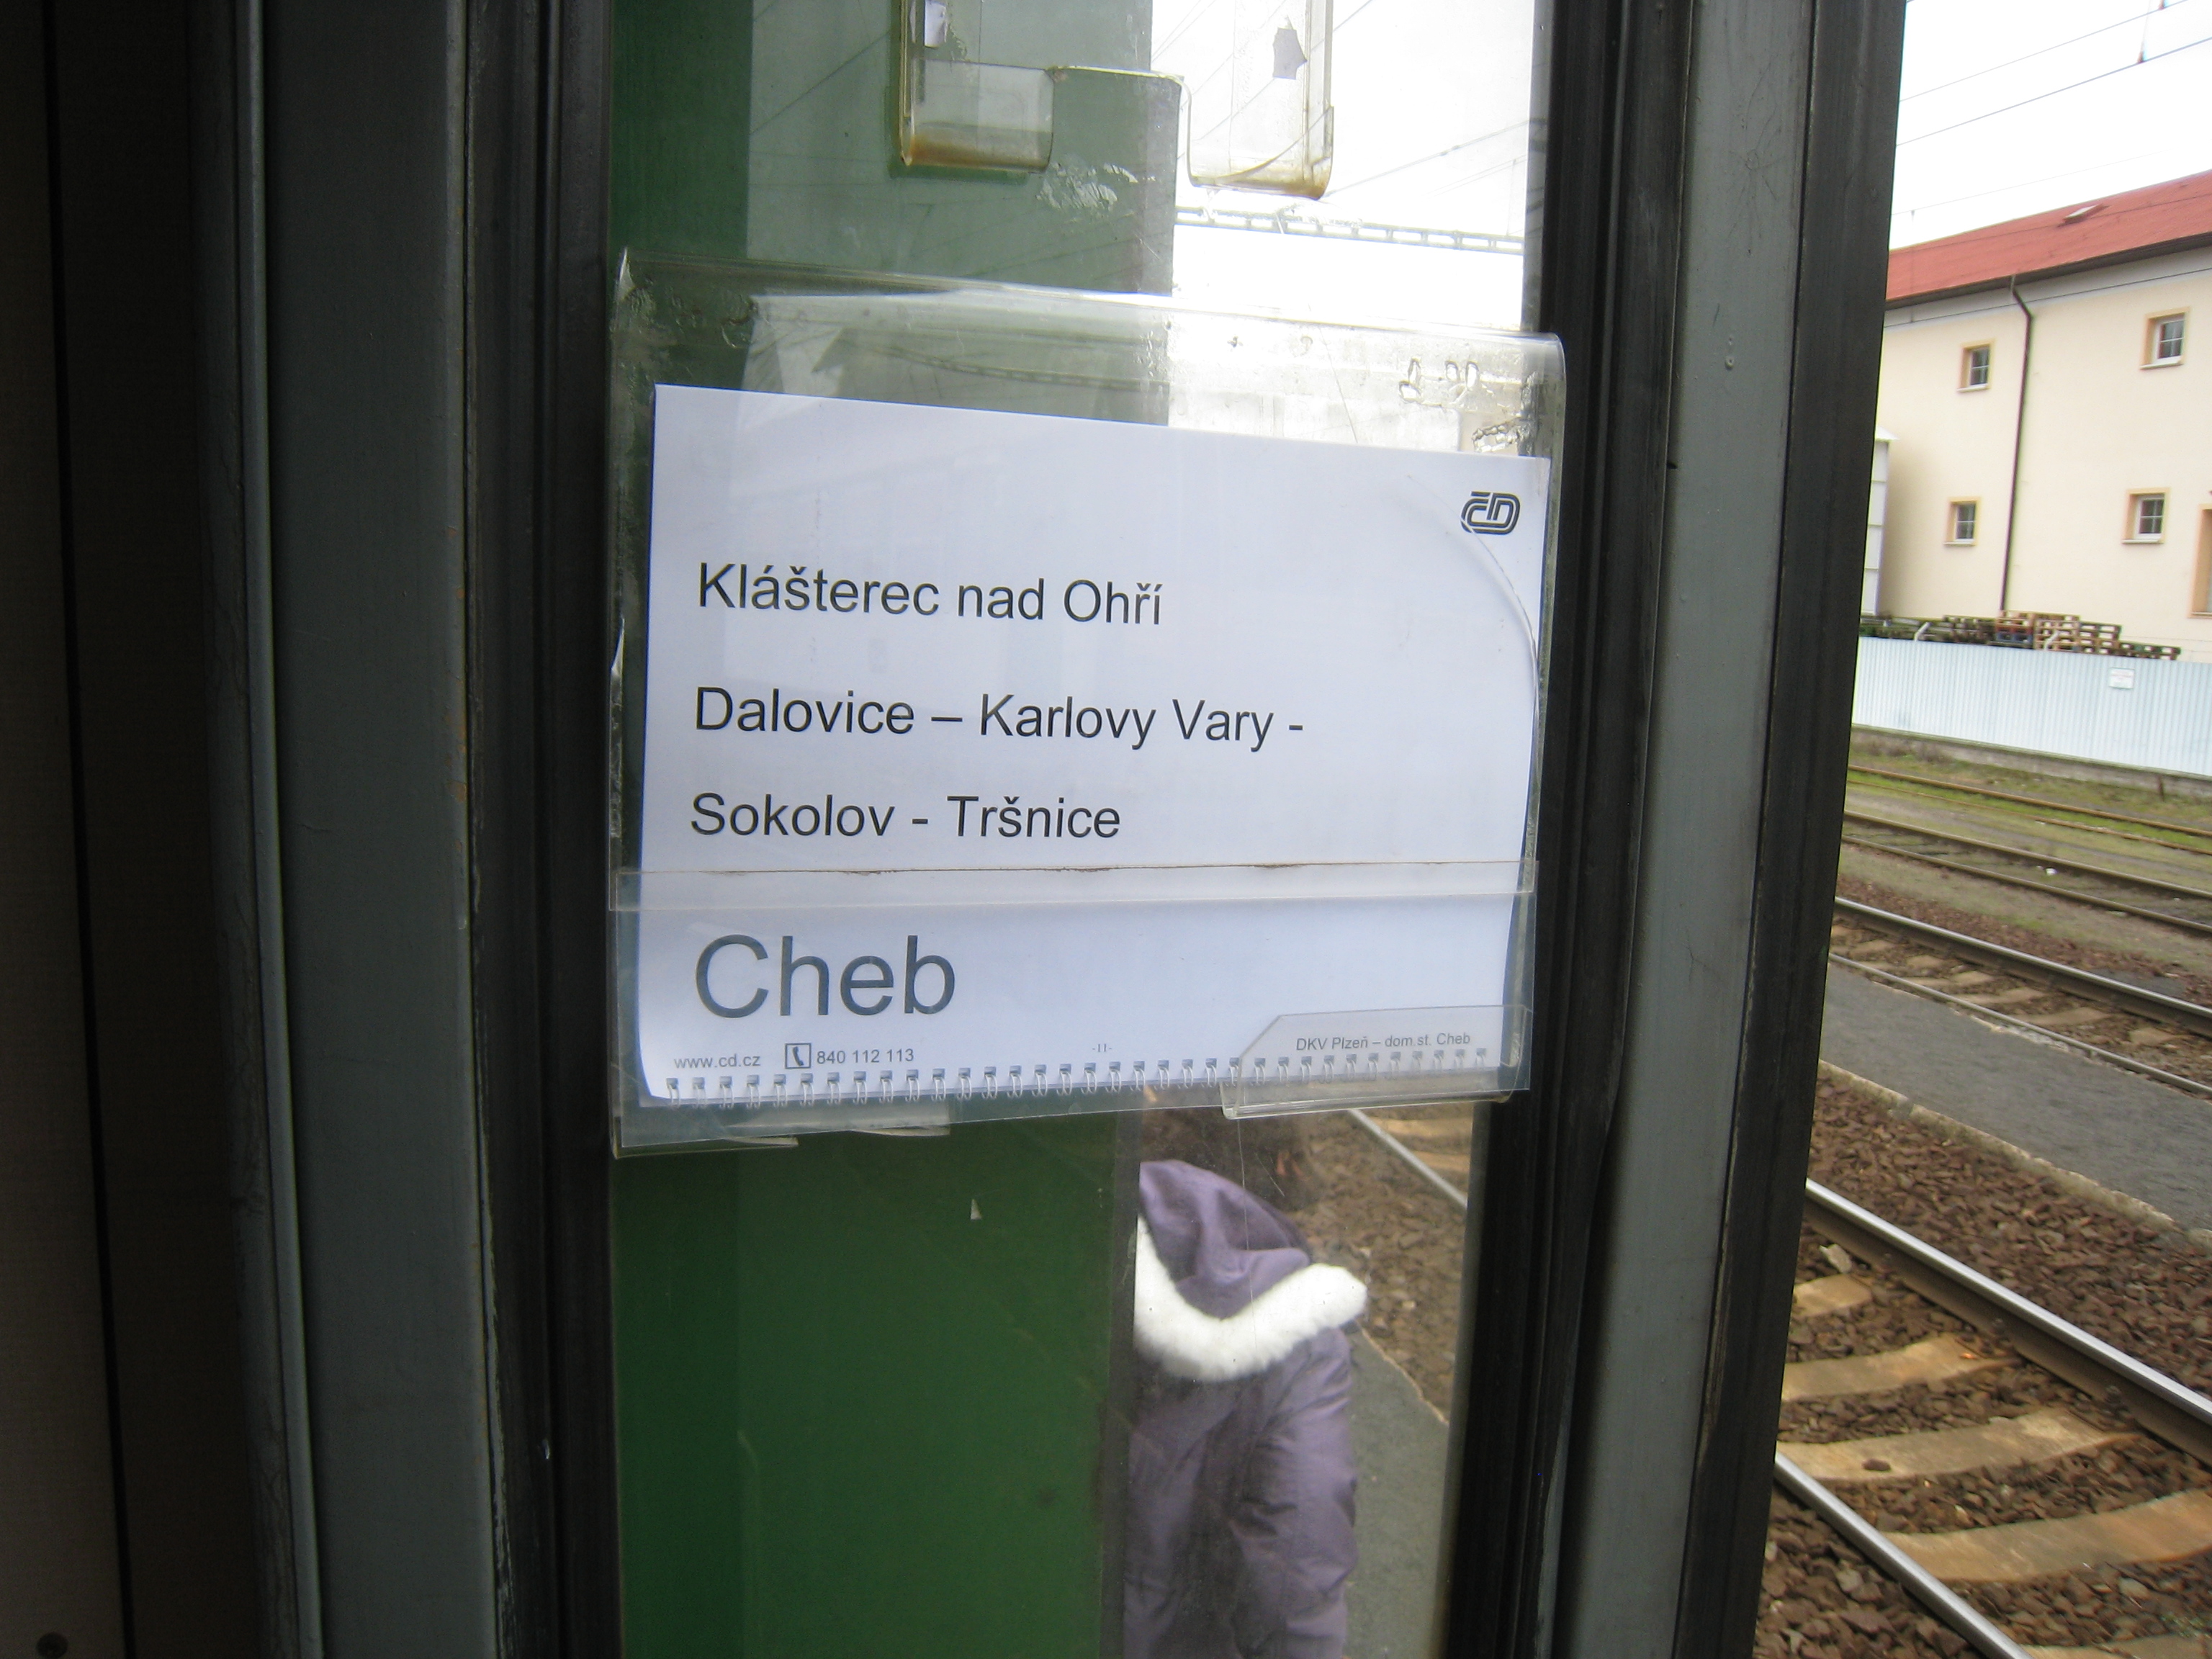 ČD
Klášterec nad Ohří
Dalovice – Karlovy Vary -
Sokolov - Tršnice
Cheb
www.cd.cz 840 112 113 -11- DKV Plzeň – dom.st. Cheb